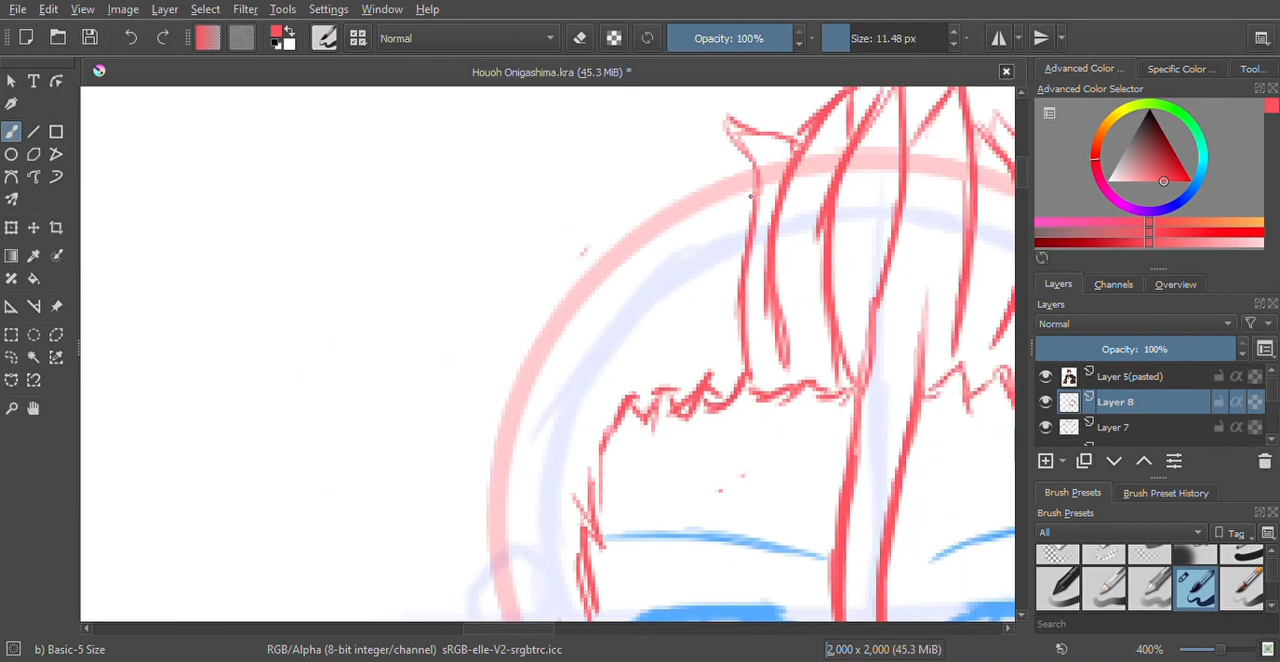 File Edit View Image Layer Select Filter Tools Settings Window Help
Normal Opacity: 100% Size: 11.48 px
Houoh Onigashima.kra (45.3 MiB) *
Advanced Color ... Specific Color ... Tool...
Advanced Color Selector
Layers Channels Overview
Layers
Normal
Opacity: 100%
Layer 5(pasted)
Layer 8
Layer 7
Brush Presets Brush Preset History
Brush Presets
All Tag
Search
b) Basic-5 Size RGB/Alpha (8-bit integer/channel) sRGB-elle-V2-srgbtrc.icc 2,000 x 2,000 (45.3 MiB) 400%